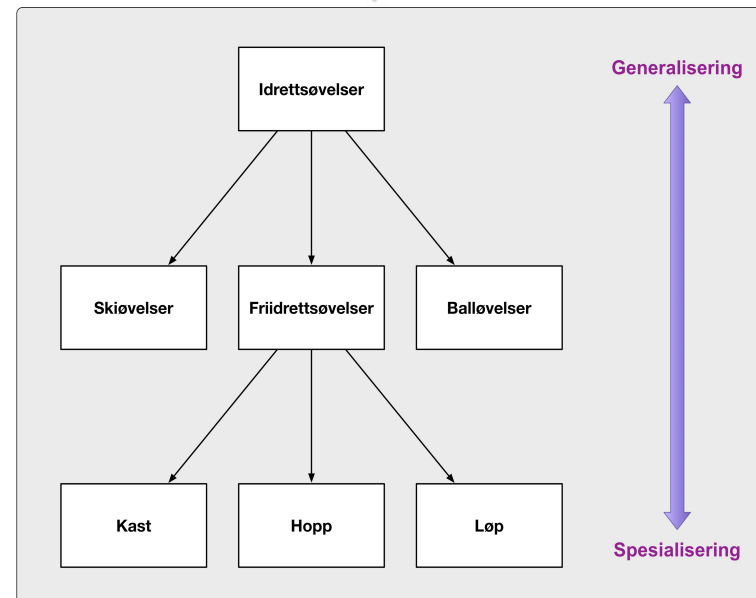 Idrettsøvelser
Generalisering
Skiøvelser
Friidrettsøvelser
Balløvelser
Kast
Hopp
Løp
Spesialisering